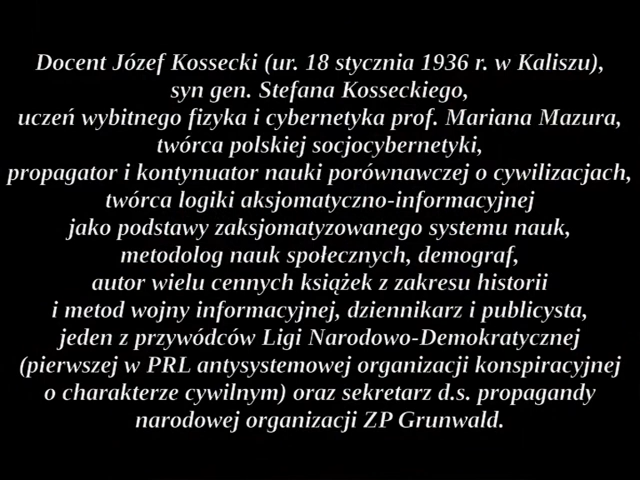 Docent Józef Kossecki (ur. 18 stycznia 1936 r. w Kaliszu),
syn gen. Stefana Kosseckiego,
uczeń wybitnego fizyka i cybernetyka prof. Mariana Mazura,
twórca polskiej socjocybernetyki,
propagator i kontynuator nauki porównawczej o cywilizacjach,
twórca logiki aksjomatyczno-informacyjnej
jako podstawy zaksjomatyzowanego systemu nauk,
metodolog nauk społecznych, demograf,
autor wielu cennych książek z zakresu historii
i metod wojny informacyjnej, dziennikarz i publicysta,
jeden z przywódców Ligi Narodowo-Demokratycznej
(pierwszej w PRL antysystemowej organizacji konspiracyjnej
o charakterze cywilnym) oraz sekretarz d.s. propagandy
narodowej organizacji ZP Grunwald.